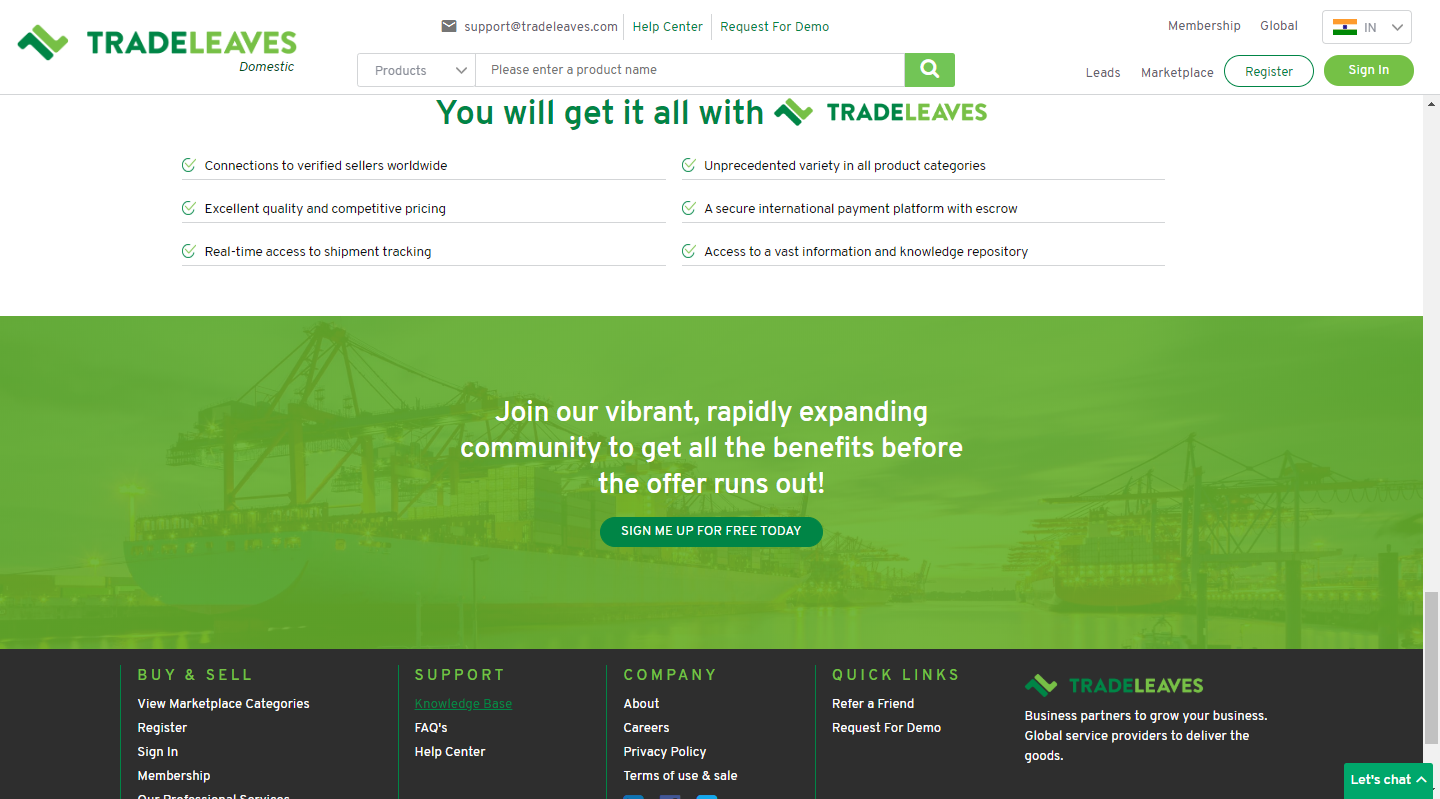 support@tradeleaves.com
Help Center
Request For Demo
Membership
Global
IN
TRADELEAVES
Domestic
Products
Please enter a product name
Leads
Marketplace
Register
Sign In
You will get it all with TRADELEAVES
Connections to verified sellers worldwide
Unprecedented variety in all product categories
Excellent quality and competitive pricing
A secure international payment platform with escrow
Real-time access to shipment tracking
Access to a vast information and knowledge repository
Join our vibrant, rapidly expanding
community to get all the benefits before
the offer runs out!
SIGN ME UP FOR FREE TODAY
BUY & SELL
View Marketplace Categories
Register
Sign In
Membership
Our Professional Services
SUPPORT
Knowledge Base
FAQ's
Help Center
COMPANY
About
Careers
Privacy Policy
Terms of use & sale
QUICK LINKS
Refer a Friend
Request For Demo
TRADELEAVES
Business partners to grow your business.
Global service providers to deliver the
goods.
Let's chat